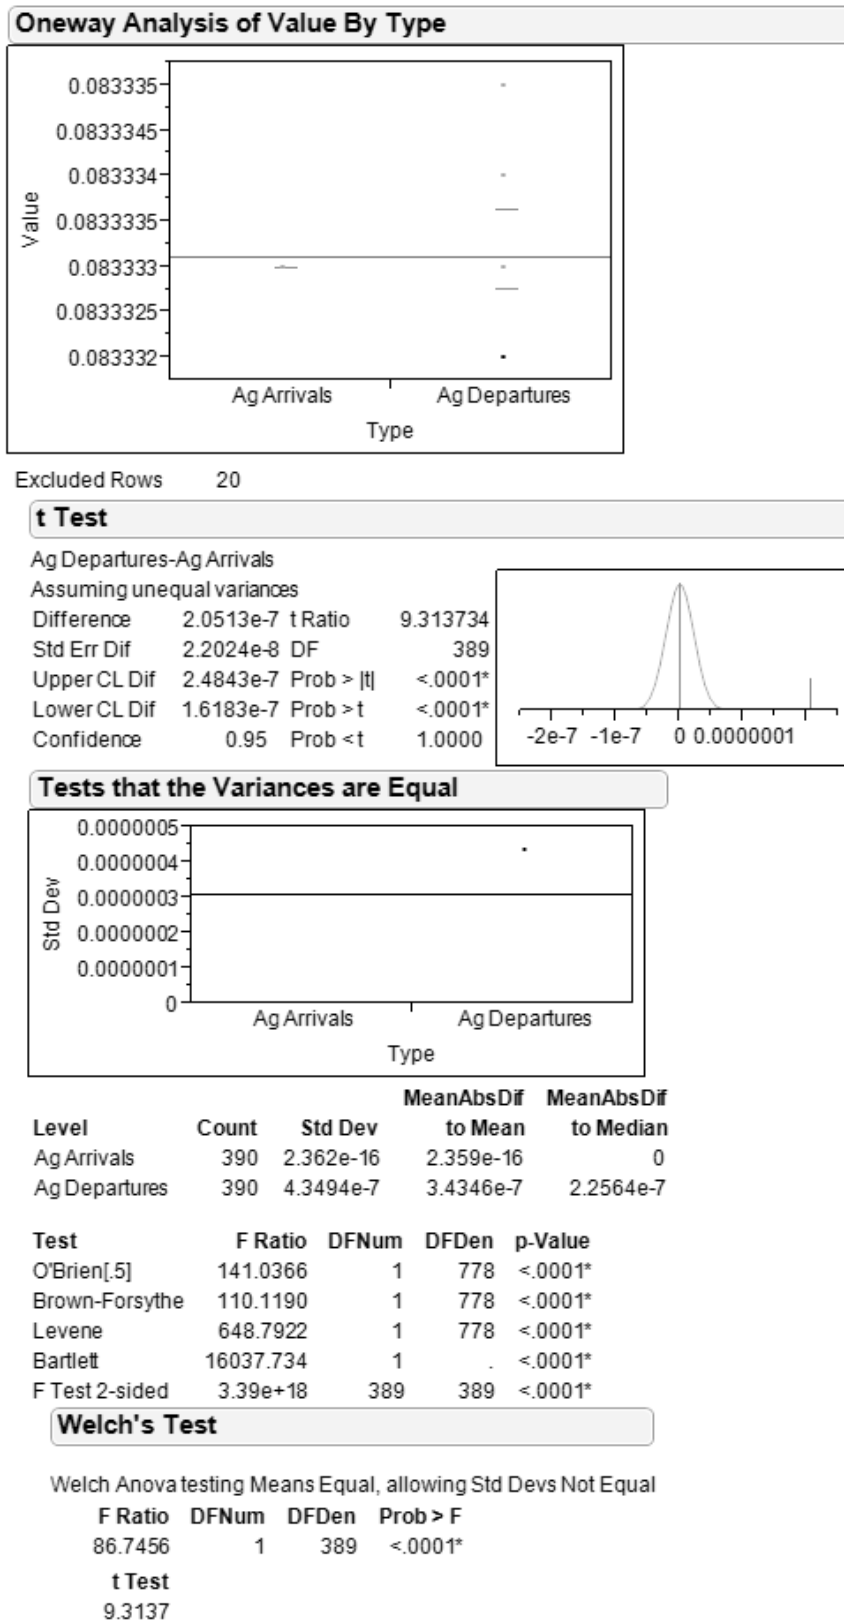 Oneway Analysis of Value By Type
0.083335
0.0833345
0.083334
0.0833335
0.083333
0.0833325
0.083332
Value
Ag Arrivals Ag Departures
Type
Excluded Rows 20
t Test
Ag Departures-Ag Arrivals
Assuming unequal variances
Difference 2.0513e-7 t Ratio 9.313734
Std Err Dif 2.2024e-8 DF 389
Upper CL Dif 2.4843e-7 Prob > |t| <.0001*
Lower CL Dif 1.6183e-7 Prob > t <.0001*
Confidence 0.95 Prob < t 1.0000
-2e-7 -1e-7 0 0.0000001
Tests that the Variances are Equal
0.0000005
0.0000004
0.0000003
0.0000002
0.0000001
0
Std Dev
Ag Arrivals Ag Departures
Type
MeanAbsDif MeanAbsDif
Level Count Std Dev to Mean to Median
Ag Arrivals 390 2.362e-16 2.359e-16 0
Ag Departures 390 4.3494e-7 3.4346e-7 2.2564e-7
Test F Ratio DFNum DFDen p-Value
O'Brien[.5] 141.0366 1 778 <.0001*
Brown-Forsythe 110.1190 1 778 <.0001*
Levene 648.7922 1 778 <.0001*
Bartlett 16037.734 1 . <.0001*
F Test 2-sided 3.39e+18 389 389 <.0001*
Welch's Test
Welch Anova testing Means Equal, allowing Std Devs Not Equal
F Ratio DFNum DFDen Prob > F
86.7456 1 389 <.0001*
t Test
9.3137